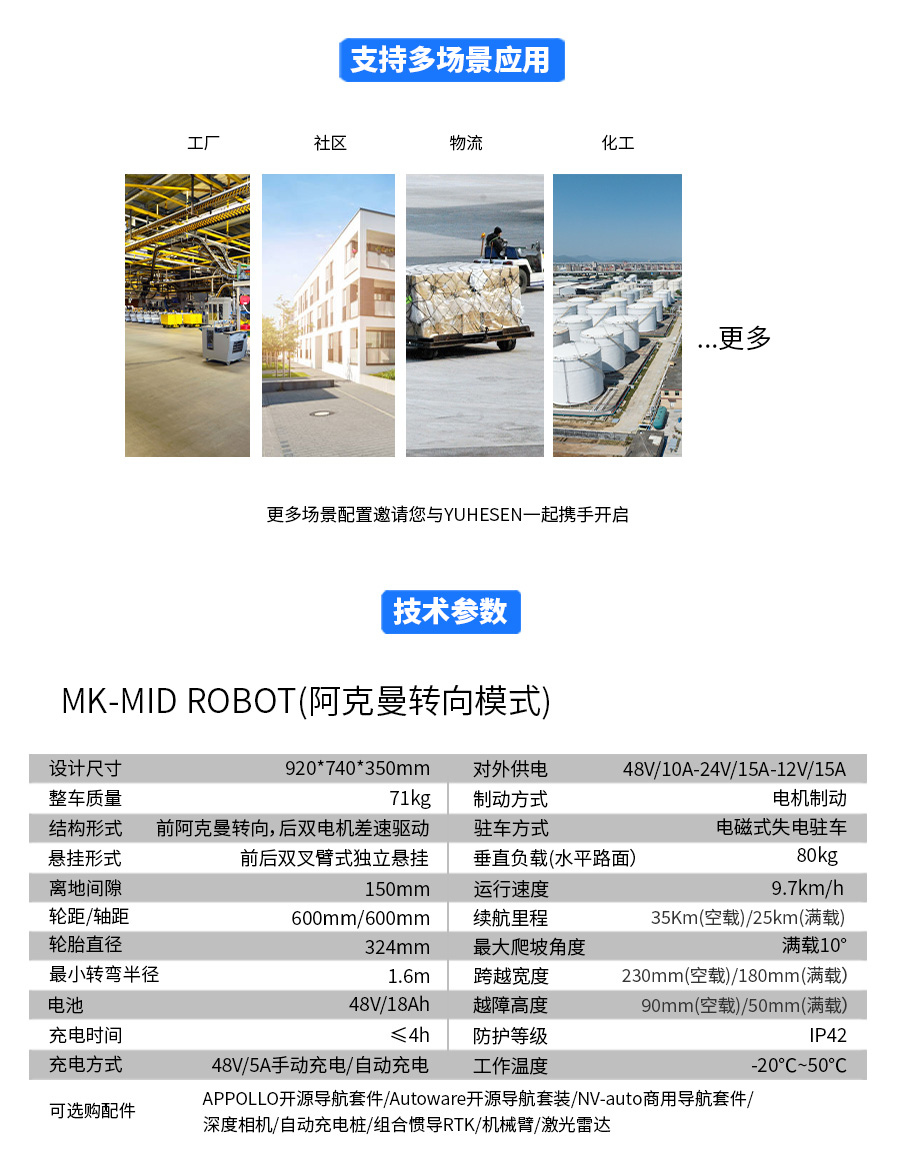 支持多场景应用
工厂 社区 物流 化工
...更多
更多场景配置邀请您与YUHESEN一起携手开启
技术参数
MK-MID ROBOT(阿克曼转向模式)
设计尺寸 920*740*350mm 对外供电 48V/10A-24V/15A-12V/15A
整车质量 71kg 制动方式 电机制动
结构形式 前阿克曼转向，后双电机差速驱动 驻车方式 电磁式失电驻车
悬挂形式 前后双叉臂式独立悬挂 垂直负载(水平路面) 80kg
离地间隙 150mm 运行速度 9.7km/h
轮距/轴距 600mm/600mm 续航里程 35Km(空载)/25km(满载)
轮胎直径 324mm 最大爬坡角度 满载10°
最小转弯半径 1.6m 跨越宽度 230mm(空载)/180mm(满载)
电池 48V/18Ah 越障高度 90mm(空载)/50mm(满载)
充电时间 ≤4h 防护等级 IP42
充电方式 48V/5A手动充电/自动充电 工作温度 -20℃~50℃
可选购配件 APPOLLO开源导航套件/Autoware开源导航套装/NV-auto商用导航套件/
深度相机/自动充电桩/组合惯导RTK/机械臂/激光雷达